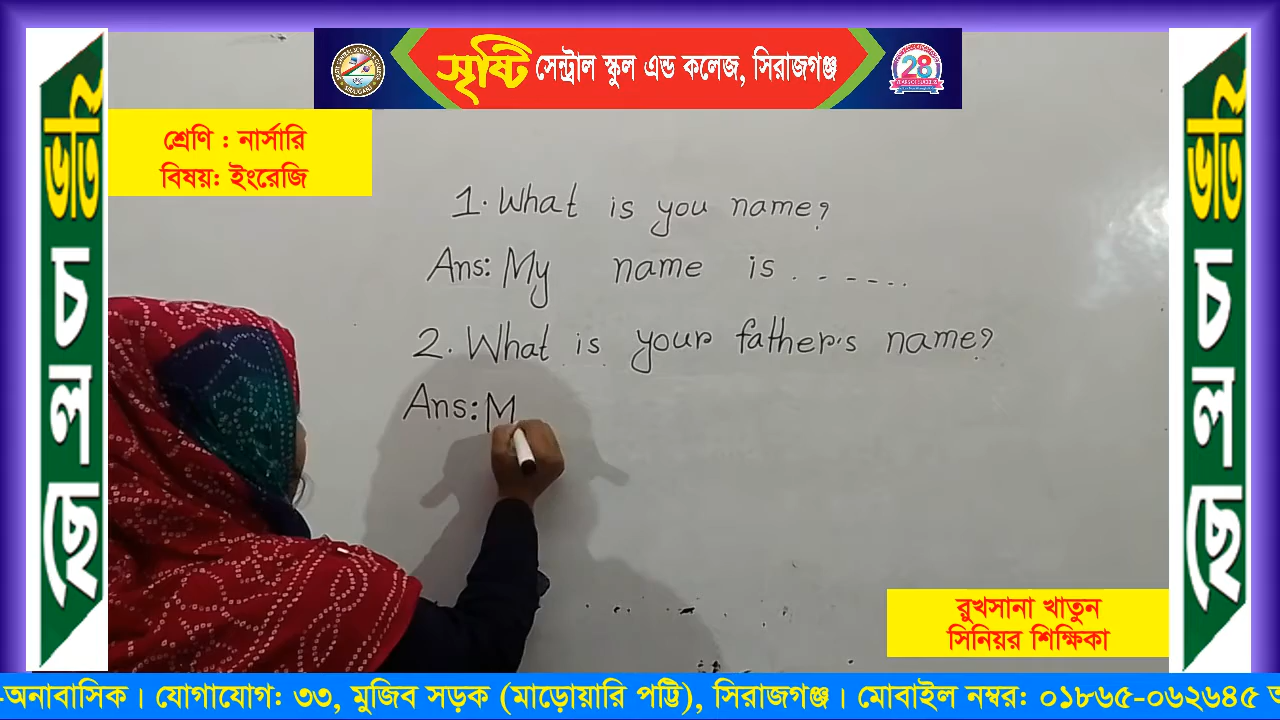 সৃষ্টি সেন্ট্রাল স্কুল এন্ড কলেজ, সিরাজগঞ্জ
28
শ্রেণি : নার্সারি
বিষয়: ইংরেজি
ভর্তি চলছে
ভর্তি চলছে
1. What is you name?
Ans: My name is . . - - - . .
2. What is your father's name?
Ans: M
রুখসানা খাতুন
সিনিয়র শিক্ষিকা
-অনাবাসিক। যোগাযোগ: ৩৩, মুজিব সড়ক (মাড়োয়ারি পট্টি), সিরাজগঞ্জ। মোবাইল নম্বর: ০১৮৬৫-০৬২৬৪৫